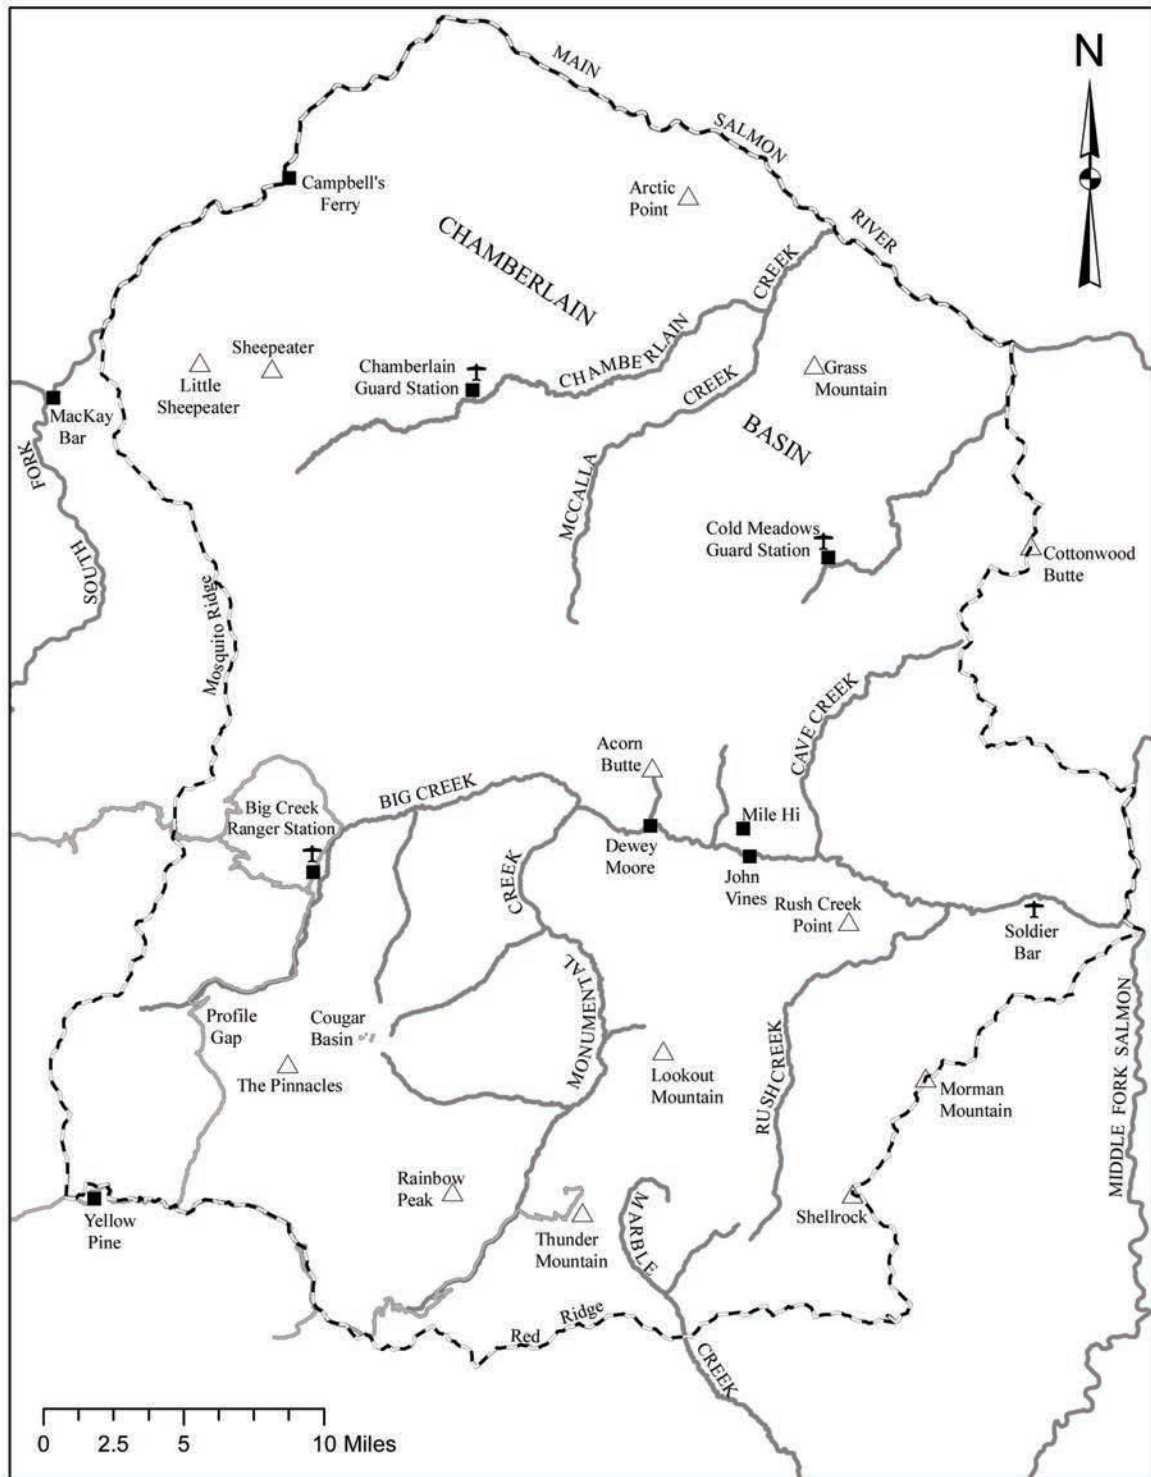 MAIN
SALMON
RIVER
N
Campbell's
Ferry
Arctic
Point
CHAMBERLAIN
CREEK
Sheepeater
Little
Sheepeater
Chamberlain
Guard Station
CHAMBERLAIN
CREEK
Grass
Mountain
MacKay
Bar
BASIN
FORK
MCCALLA
Cold Meadows
Guard Station
Cottonwood
Butte
SOUTH
Mosquito Ridge
CAVE CREEK
Acorn
Butte
BIG CREEK
Big Creek
Ranger Station
Mile Hi
Dewey
Moore
John
Vines
CREEK
Rush Creek
Point
Soldier
Bar
MONUMENTAL
Profile
Gap
Cougar
Basin
The Pinnacles
Lookout
Mountain
RUSHCREEK
Morman
Mountain
MIDDLE FORK SALMON
Rainbow
Peak
Yellow
Pine
Thunder
Mountain
MARBLE
Shellrock
Red
Ridge
CREEK
0 2.5 5 10 Miles